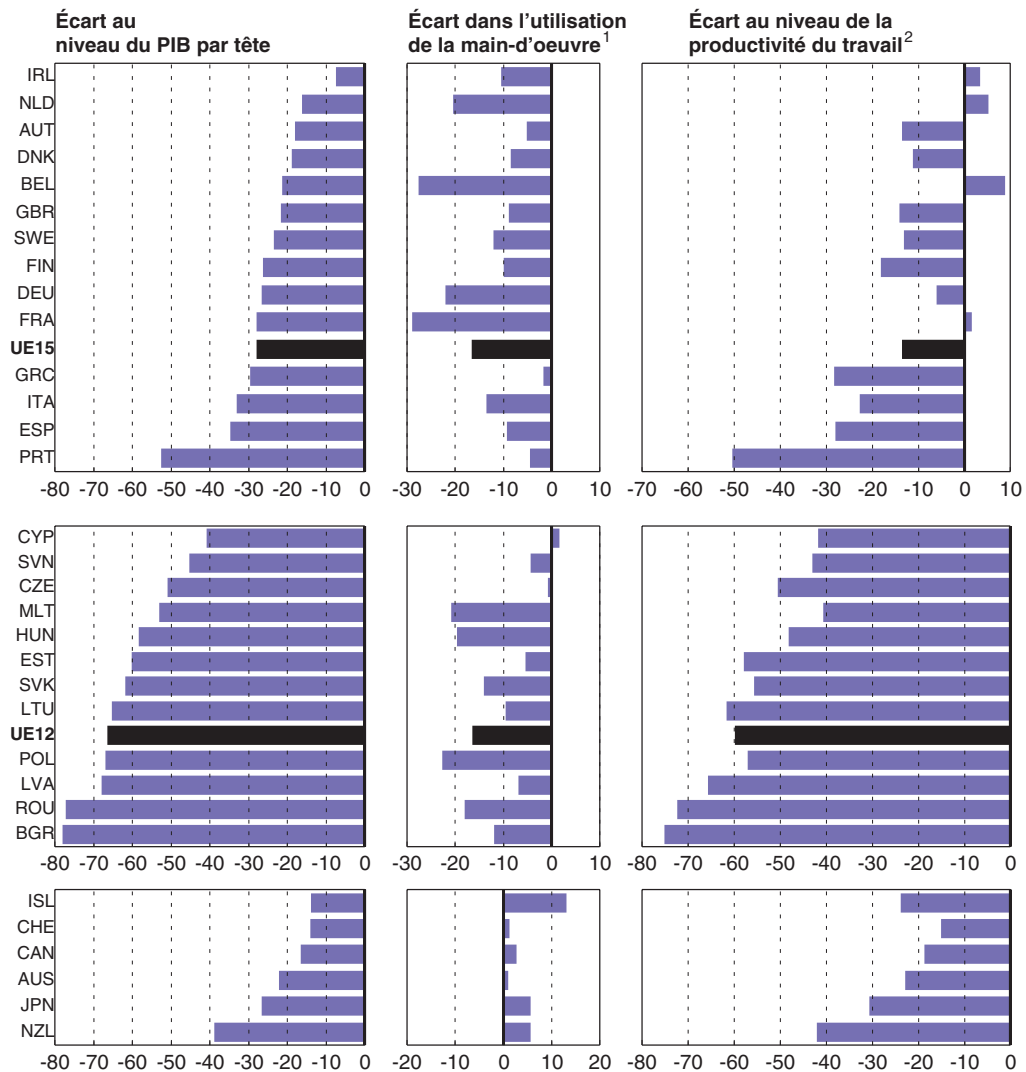 Écart au
niveau du PIB par tête
Écart dans l'utilisation
de la main-d'oeuvre1
Écart au niveau de la
productivité du travail2
IRL
NLD
AUT
DNK
BEL
GBR
SWE
FIN
DEU
FRA
UE15
GRC
ITA
ESP
PRT
-80 -70 -60 -50 -40 -30 -20 -10 0
-30 -20 -10 0 10
-70 -60 -50 -40 -30 -20 -10 0 10
CYP
SVN
CZE
MLT
HUN
EST
SVK
LTU
UE12
POL
LVA
ROU
BGR
-80 -70 -60 -50 -40 -30 -20 -10 0
-30 -20 -10 0 10
-80 -70 -60 -50 -40 -30 -20 -10 0
ISL
CHE
CAN
AUS
JPN
NZL
-80 -70 -60 -50 -40 -30 -20 -10 0
-20 -10 0 10 20
-80 -70 -60 -50 -40 -30 -20 -10 0